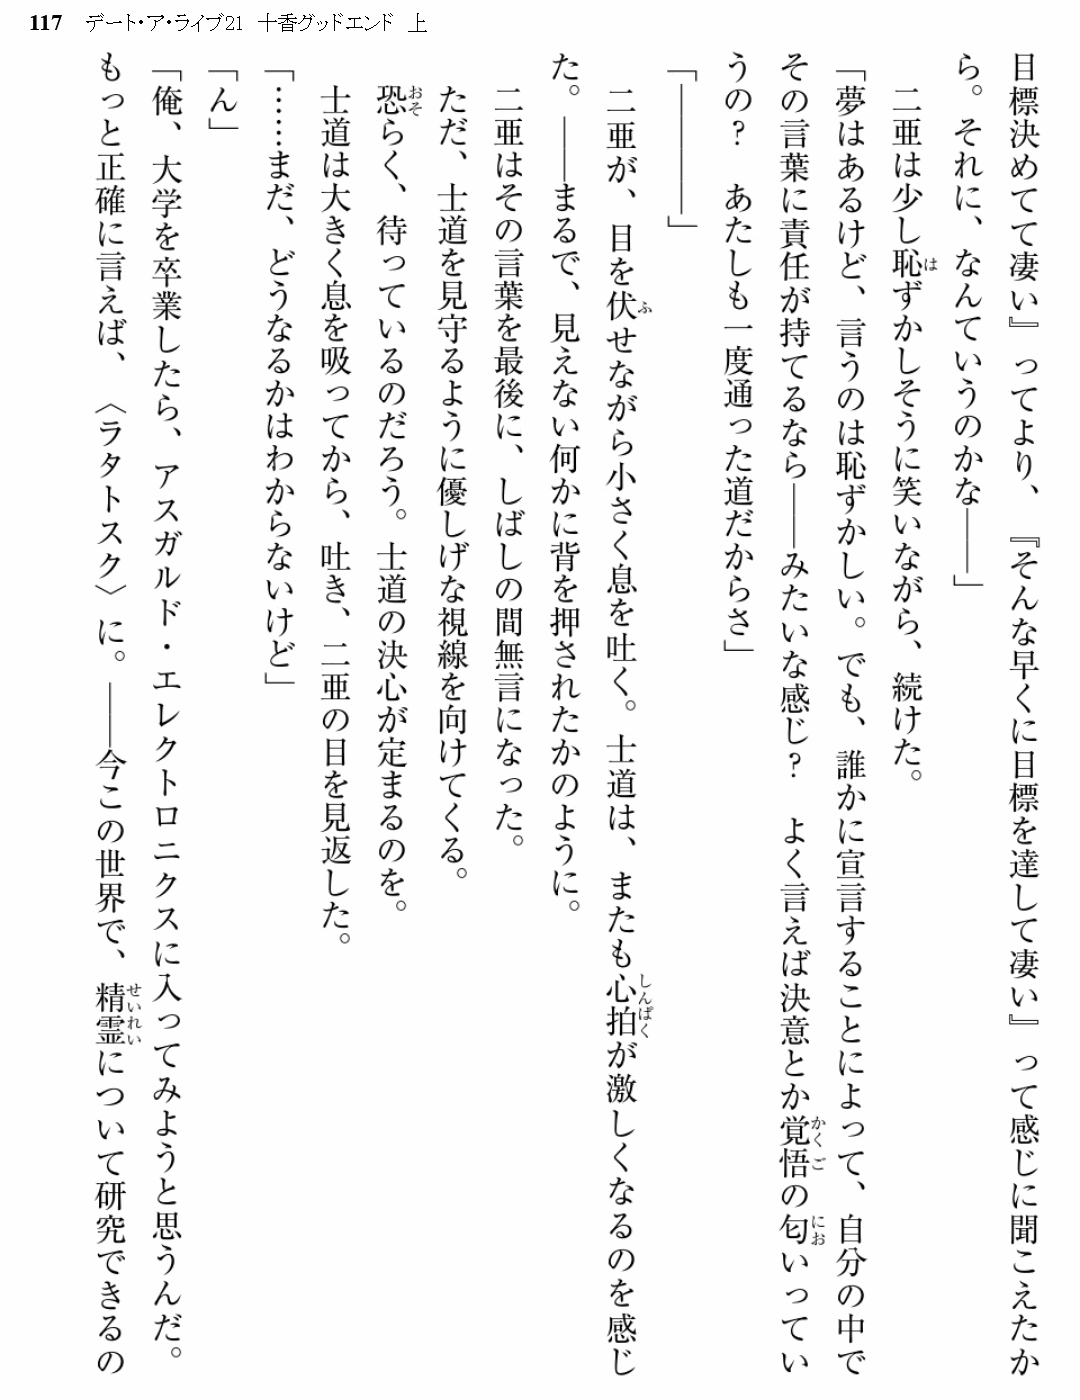 117 デート・ア・ライブ21 十香グッドエンド 上
目標決めてて凄い』ってより、『そんな早くに目標を達して凄い』って感じに聞こえたか
ら。それに、なんていうのかな――」
二亜は少し恥ずかしそうに笑いながら、続けた。
「夢はあるけど、言うのは恥ずかしい。でも、誰かに宣言することによって、自分の中で
その言葉に責任が持てるなら――みたいな感じ? よく言えば決意とか覚悟の匂いってい
うの? あたしも一度通った道だからさ」
「――――」
二亜が、目を伏せながら小さく息を吐く。士道は、またも心拍が激しくなるのを感じ
た。――まるで、見えない何かに背を押されたかのように。
二亜はその言葉を最後に、しばしの間無言になった。
ただ、士道を見守るように優しげな視線を向けてくる。
恐らく、待っているのだろう。士道の決心が定まるのを。
士道は大きく息を吸ってから、吐き、二亜の目を見返した。
「……まだ、どうなるかはわからないけど」
「ん」
「俺、大学を卒業したら、アスガルド・エレクトロニクスに入ってみようと思うんだ。
もっと正確に言えば、〈ラタトスク〉に。――今この世界で、精霊について研究できるの